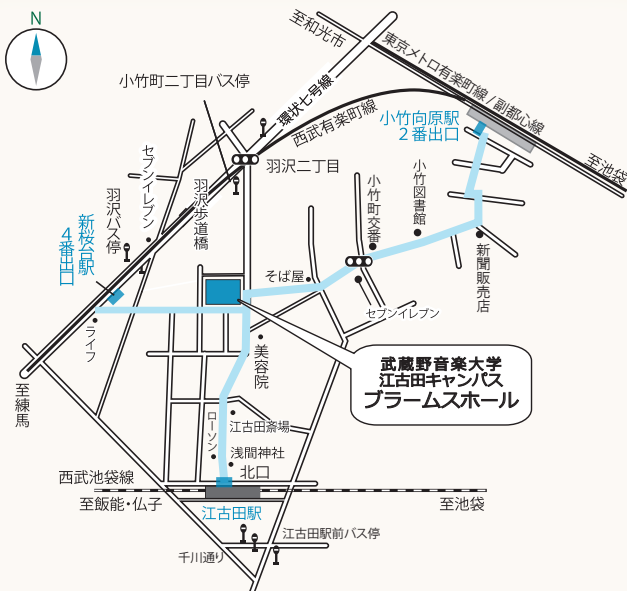 N
至和光市
東京メトロ有楽町線/副都心線
小竹町二丁目バス停
環状七号線
西武有楽町線
小竹向原駅
2番出口
至池袋
羽沢二丁目
セブンイレブン
羽沢歩道橋
羽沢バス停
新桜台駅
4番出口
小竹町交番
小竹図書館
新聞販売店
そば屋
セブンイレブン
ライフ
美容院
武蔵野音楽大学
江古田キャンパス
ブラームスホール
至練馬
ローソン
江古田斎場
浅間神社
北口
西武池袋線
至飯能・仏子
至池袋
江古田駅
江古田駅前バス停
千川通り